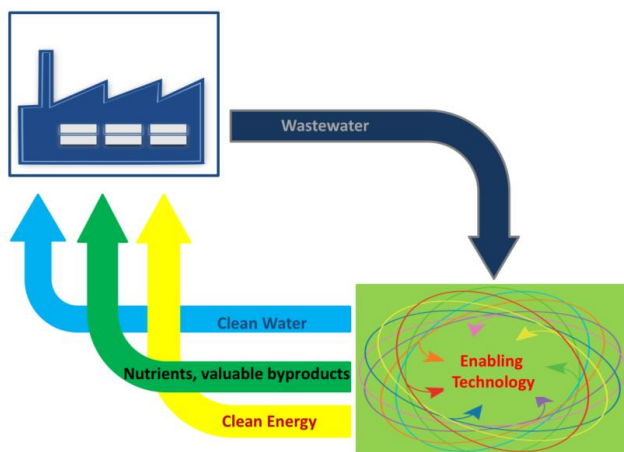 Wastewater
Clean Water
Nutrients, valuable byproducts
Clean Energy
Enabling
Technology